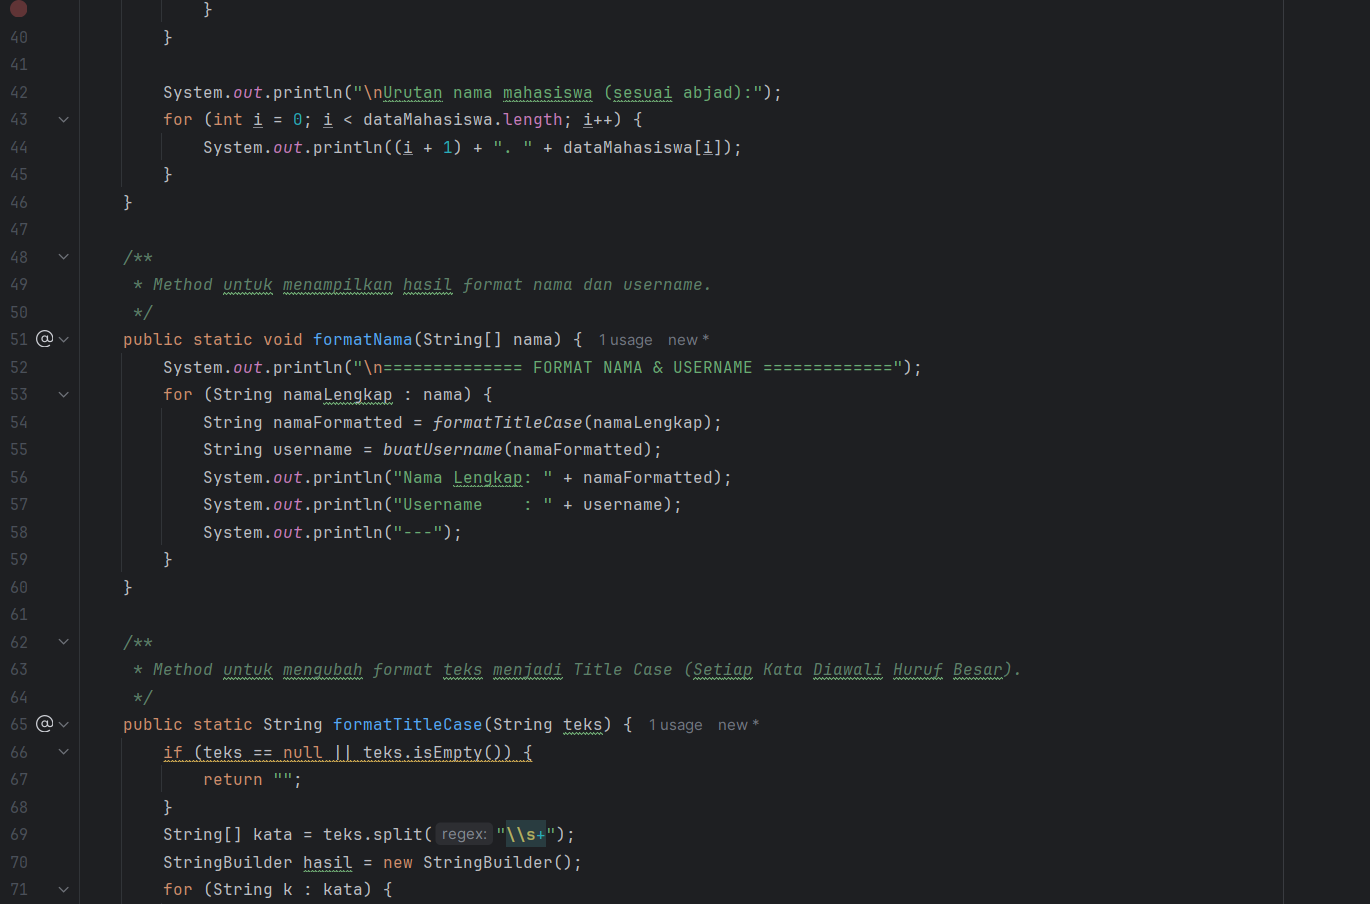 }
40 }
41
42 System.out.println("\nUrutan nama mahasiswa (sesuai abjad):");
43 for (int i = 0; i < dataMahasiswa.length; i++) {
44 System.out.println((i + 1) + ". " + dataMahasiswa[i]);
45 }
46 }
47
48 /**
49 * Method untuk menampilkan hasil format nama dan username.
50 */
51 @ public static void formatNama(String[] nama) { 1 usage new *
52 System.out.println("\n============== FORMAT NAMA & USERNAME =============");
53 for (String namaLengkap : nama) {
54 String namaFormatted = formatTitleCase(namaLengkap);
55 String username = buatUsername(namaFormatted);
56 System.out.println("Nama Lengkap: " + namaFormatted);
57 System.out.println("Username    : " + username);
58 System.out.println("---");
59 }
60 }
61
62 /**
63 * Method untuk mengubah format teks menjadi Title Case (Setiap Kata Diawali Huruf Besar).
64 */
65 @ public static String formatTitleCase(String teks) { 1 usage new *
66 if (teks == null || teks.isEmpty()) {
67 return "";
68 }
69 String[] kata = teks.split( regex: "\\s+");
70 StringBuilder hasil = new StringBuilder();
71 for (String k : kata) {